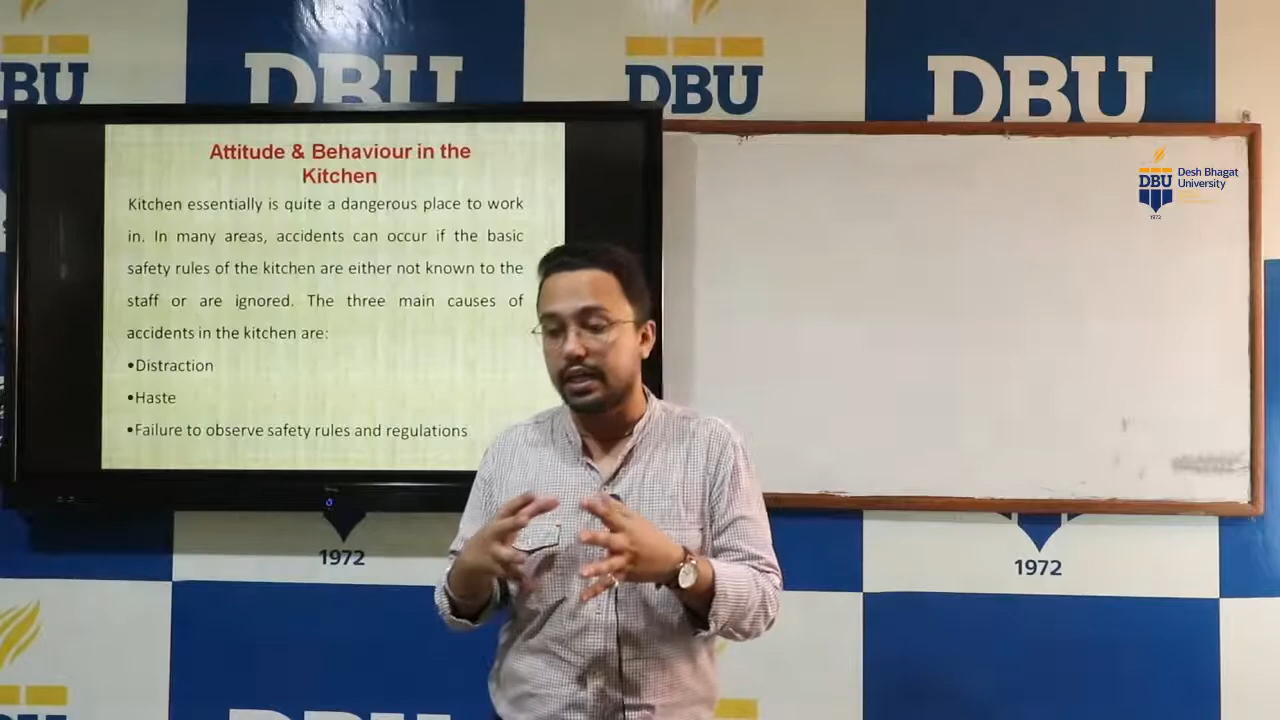 DBU
DBU
DBU
DBU
Attitude & Behaviour in the
Kitchen
Kitchen essentially is quite a dangerous place to work
in. In many areas, accidents can occur if the basic
safety rules of the kitchen are either not known to the
staff or are ignored. The three main causes of
accidents in the kitchen are:
•Distraction
•Haste
•Failure to observe safety rules and regulations
DBU
Desh Bhagat
University
1972
1972
1972
DBU